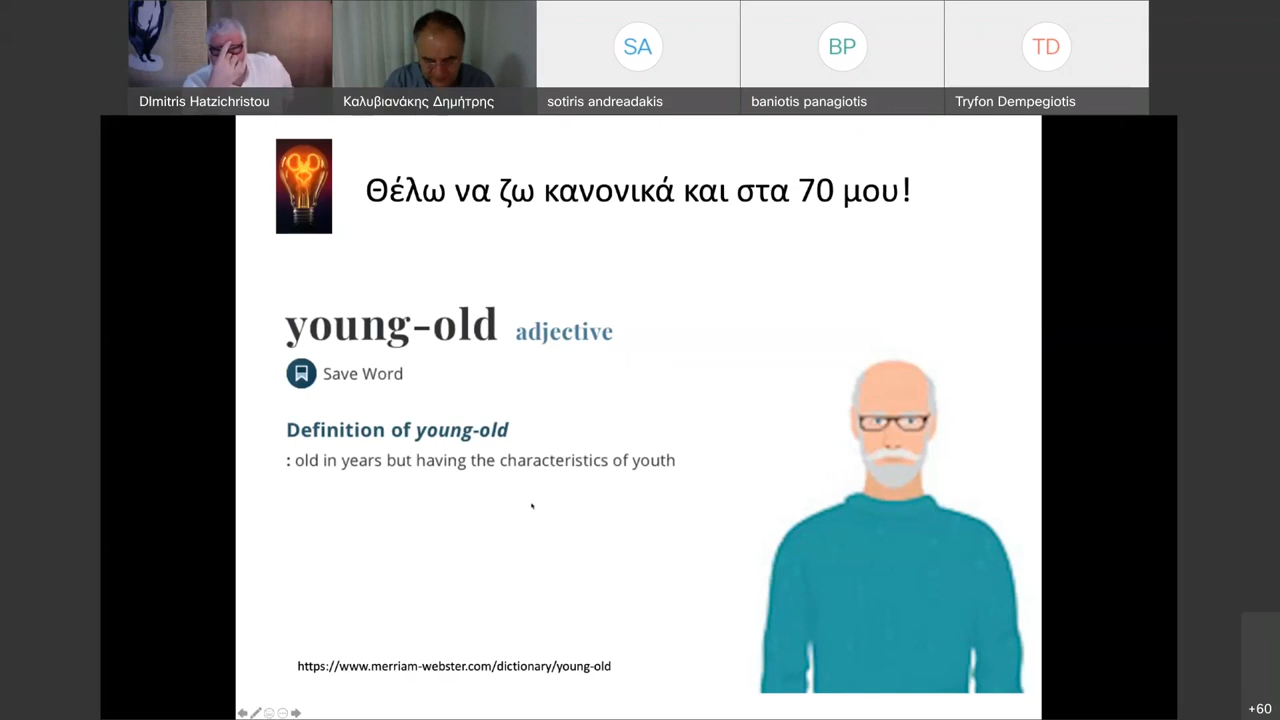 SA
BP
TD
DImitris Hatzichristou
Καλυβιανάκης Δημήτρης
sotiris andreadakis
baniotis panagiotis
Tryfon Dempegiotis
Θέλω να ζω κανονικά και στα 70 μου!
young-old adjective
Save Word
Definition of young-old
: old in years but having the characteristics of youth
https://www.merriam-webster.com/dictionary/young-old
+60